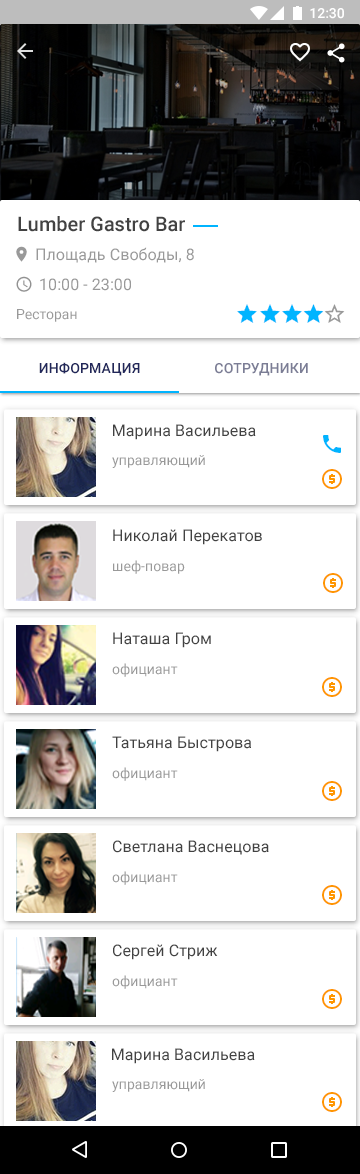 12:30
Lumber Gastro Bar
Площадь Свободы, 8
10:00 - 23:00
Ресторан
ИНФОРМАЦИЯ
СОТРУДНИКИ
Марина Васильева
управляющий
Николай Перекатов
шеф-повар
Наташа Гром
официант
Татьяна Быстрова
официант
Светлана Васнецова
официант
Сергей Стриж
официант
Марина Васильева
управляющий